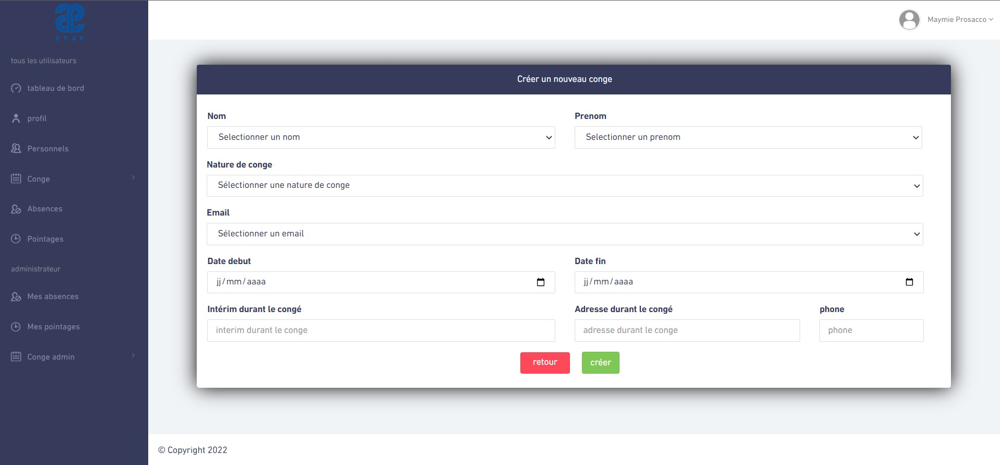 ETAP
Maymie Prosacco
tous les utilisateurs
tableau de bord
profil
Personnels
Conge
Absences
Pointages
administrateur
Mes absences
Mes pointages
Conge admin
Créer un nouveau conge
Nom
Prenom
Selectionner un nom
Selectionner un prenom
Nature de conge
Sélectionner une nature de conge
Email
Sélectionner un email
Date debut
Date fin
jj/mm/aaaa
jj/mm/aaaa
Intérim durant le congé
Adresse durant le congé
phone
interim durant le conge
adresse durant le conge
phone
retour
créer
© Copyright 2022